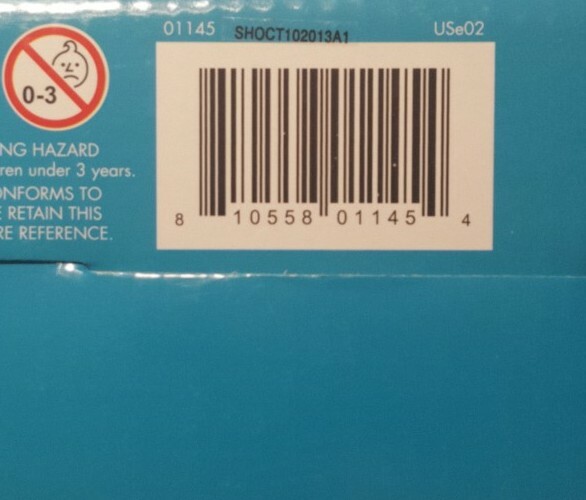 01145 SHOCT102013A1 USe02
0-3
NG HAZARD
ren under 3 years.
ONFORMS TO
E RETAIN THIS
RE REFERENCE.
8 10558 01145 4